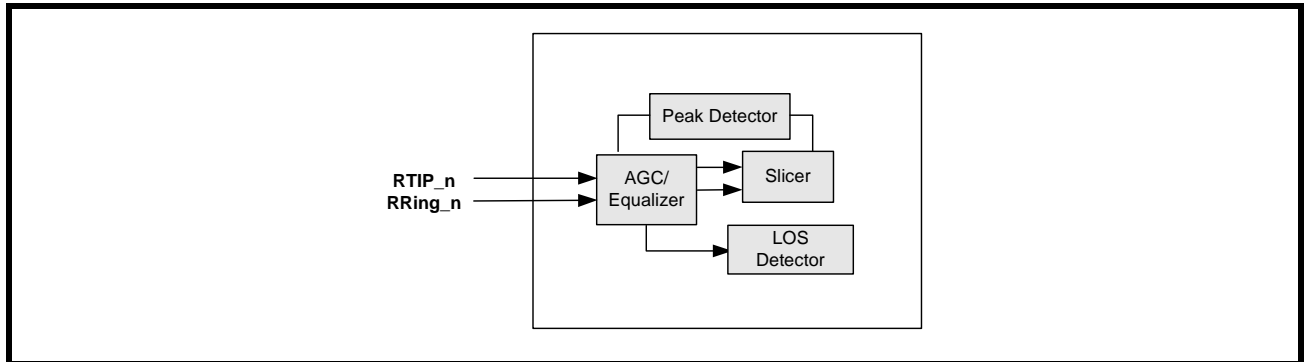 Peak Detector
RTIP_n
RRing_n
AGC/
Equalizer
Slicer
LOS
Detector